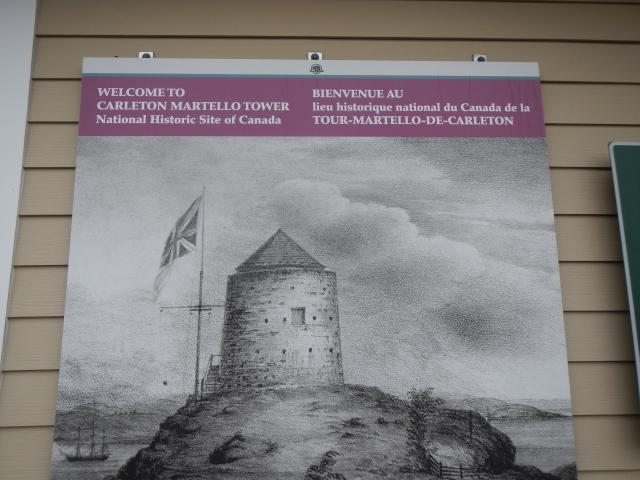 WELCOME TO
CARLETON MARTELLO TOWER
National Historic Site of Canada
BIENVENUE AU
lieu historique national du Canada de la
TOUR-MARTELLO-DE-CARLETON